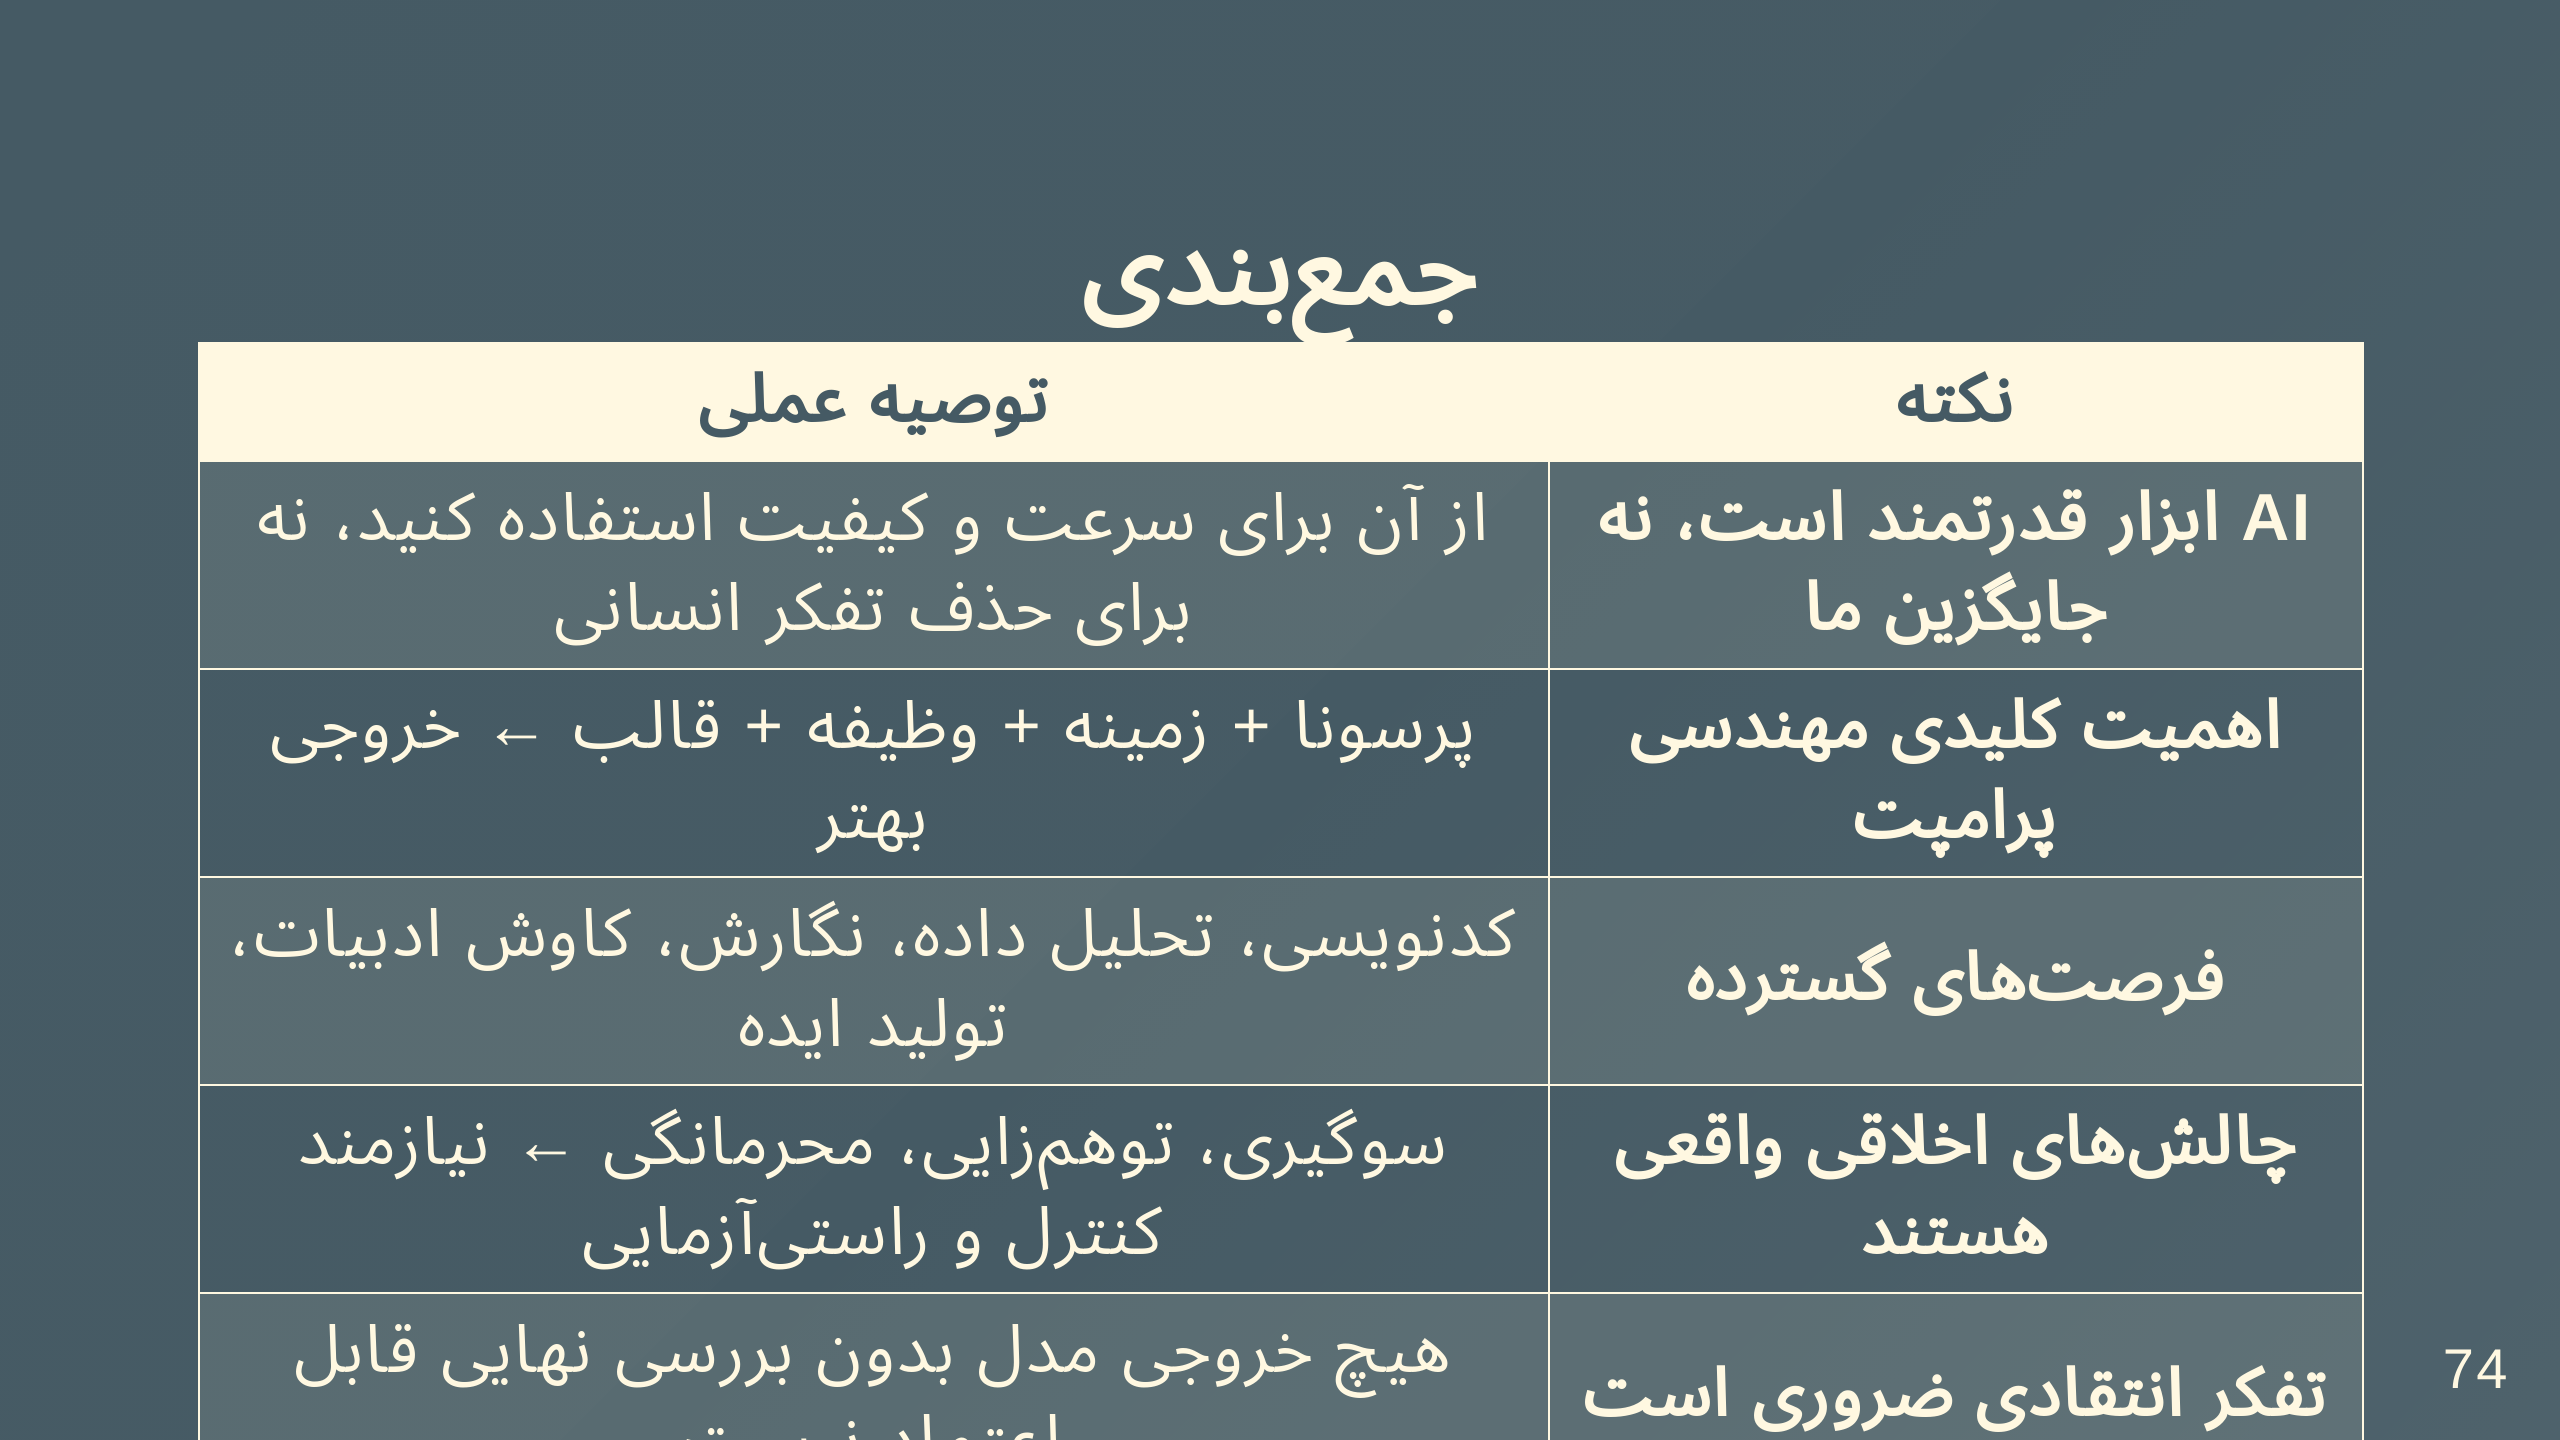 جمع‌بندی
نکته
توصیه عملی
AI ابزار قدرتمند است، نه
جایگزین ما
از آن برای سرعت و کیفیت استفاده کنید، نه
برای حذف تفکر انسانی
اهمیت کلیدی مهندسی
پرامپت
پرسونا + زمینه + وظیفه + قالب ← خروجی
بهتر
فرصت‌های گسترده
کدنویسی، تحلیل داده، نگارش، کاوش ادبیات،
تولید ایده
چالش‌های اخلاقی واقعی
هستند
سوگیری، توهم‌زایی، محرمانگی ← نیازمند
کنترل و راستی‌آزمایی
تفکر انتقادی ضروری است
هیچ خروجی مدل بدون بررسی نهایی قابل
74